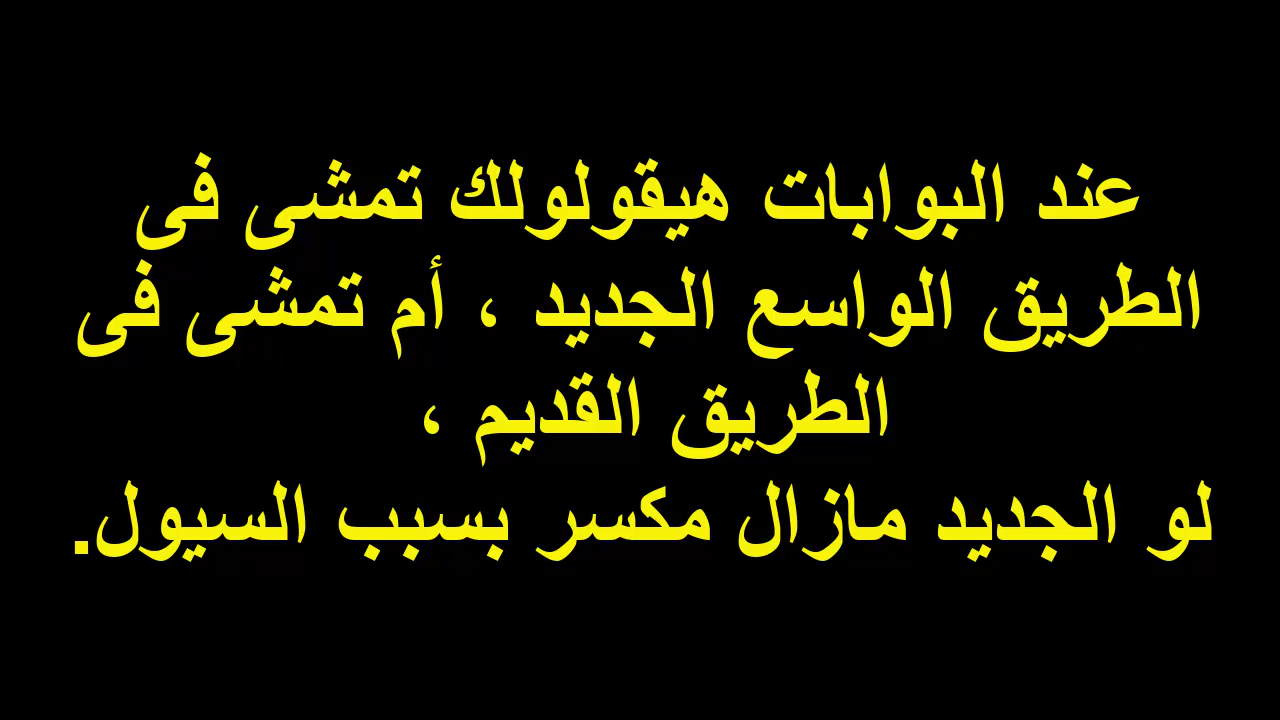 عند البوابات هيقولولك تمشى فى
الطريق الواسع الجديد ، أم تمشى فى
الطريق القديم ،
لو الجديد مازال مكسر بسبب السيول.